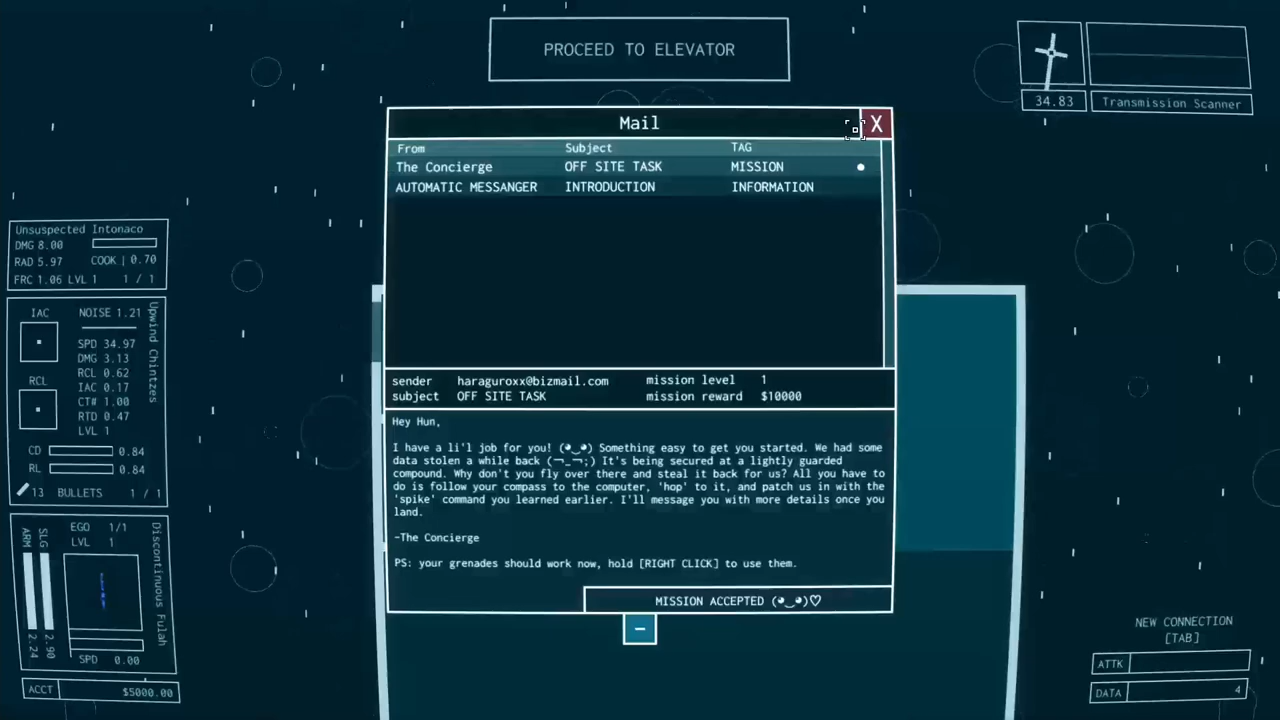 PROCEED TO ELEVATOR
34.83
Transmission Scanner
Mail
X
From Subject TAG
The Concierge OFF SITE TASK MISSION
AUTOMATIC MESSANGER INTRODUCTION INFORMATION
sender haraguroxx@bizmail.com mission level 1
subject OFF SITE TASK mission reward $10000
Hey Hun,
I have a li'l job for you! (◕‿◕) Something easy to get you started. We had some
data stolen a while back (¬_¬;) It's being secured at a lightly guarded
compound. Why don't you fly over there and steal it back for us? All you have to
do is follow your compass to the computer, 'hop' to it, and patch us in with the
'spike' command you learned earlier. I'll message you with more details once you
land.
-The Concierge
PS: your grenades should work now, hold [RIGHT CLICK] to use them.
MISSION ACCEPTED (◕‿◕)♡
Unsuspected Intonaco
DMG 8.00
RAD 5.97 COOK | 0.70
FRC 1.06 LVL 1 1 / 1
IAC NOISE 1.21
Upwind Chintzes
SPD 34.97
DMG 3.13
RCL RCL 0.62
IAC 0.17
CT# 1.00
RTD 0.47
LVL 1
CD 0.84
RL 0.84
13 BULLETS 1 / 1
ARM SLG EGO 1/1
LVL 1
Discontinuous Fulah
2.24 2.90
SPD 0.00
ACCT $5000.00
NEW CONNECTION
[TAB]
ATTK
DATA 4